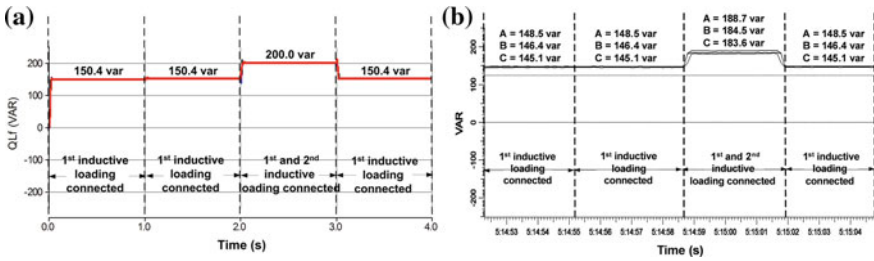 (a)
QLf (VAR)
200
100
0
-100
-200
150.4 var
150.4 var
200.0 var
150.4 var
1st inductive
loading
connected
1st inductive
loading
connected
1st and 2nd
inductive
loading connected
1st inductive
loading
connected
0.0
1.0
2.0
3.0
4.0
Time (s)
(b)
VAR
200
100
0
-100
-200
A = 148.5 var
B = 146.4 var
C = 145.1 var
A = 148.5 var
B = 146.4 var
C = 145.1 var
A = 188.7 var
B = 184.5 var
C = 183.6 var
A = 148.5 var
B = 146.4 var
C = 145.1 var
1st inductive
loading
connected
1st inductive
loading
connected
1st and 2nd
inductive
loading connected
1st inductive
loading
connected
5:14:53
5:14:54
5:14:55
5:14:56
5:14:57
5:14:58
5:14:59
5:15:00
5:15:01
5:15:02
5:15:03
5:15:04
Time (s)